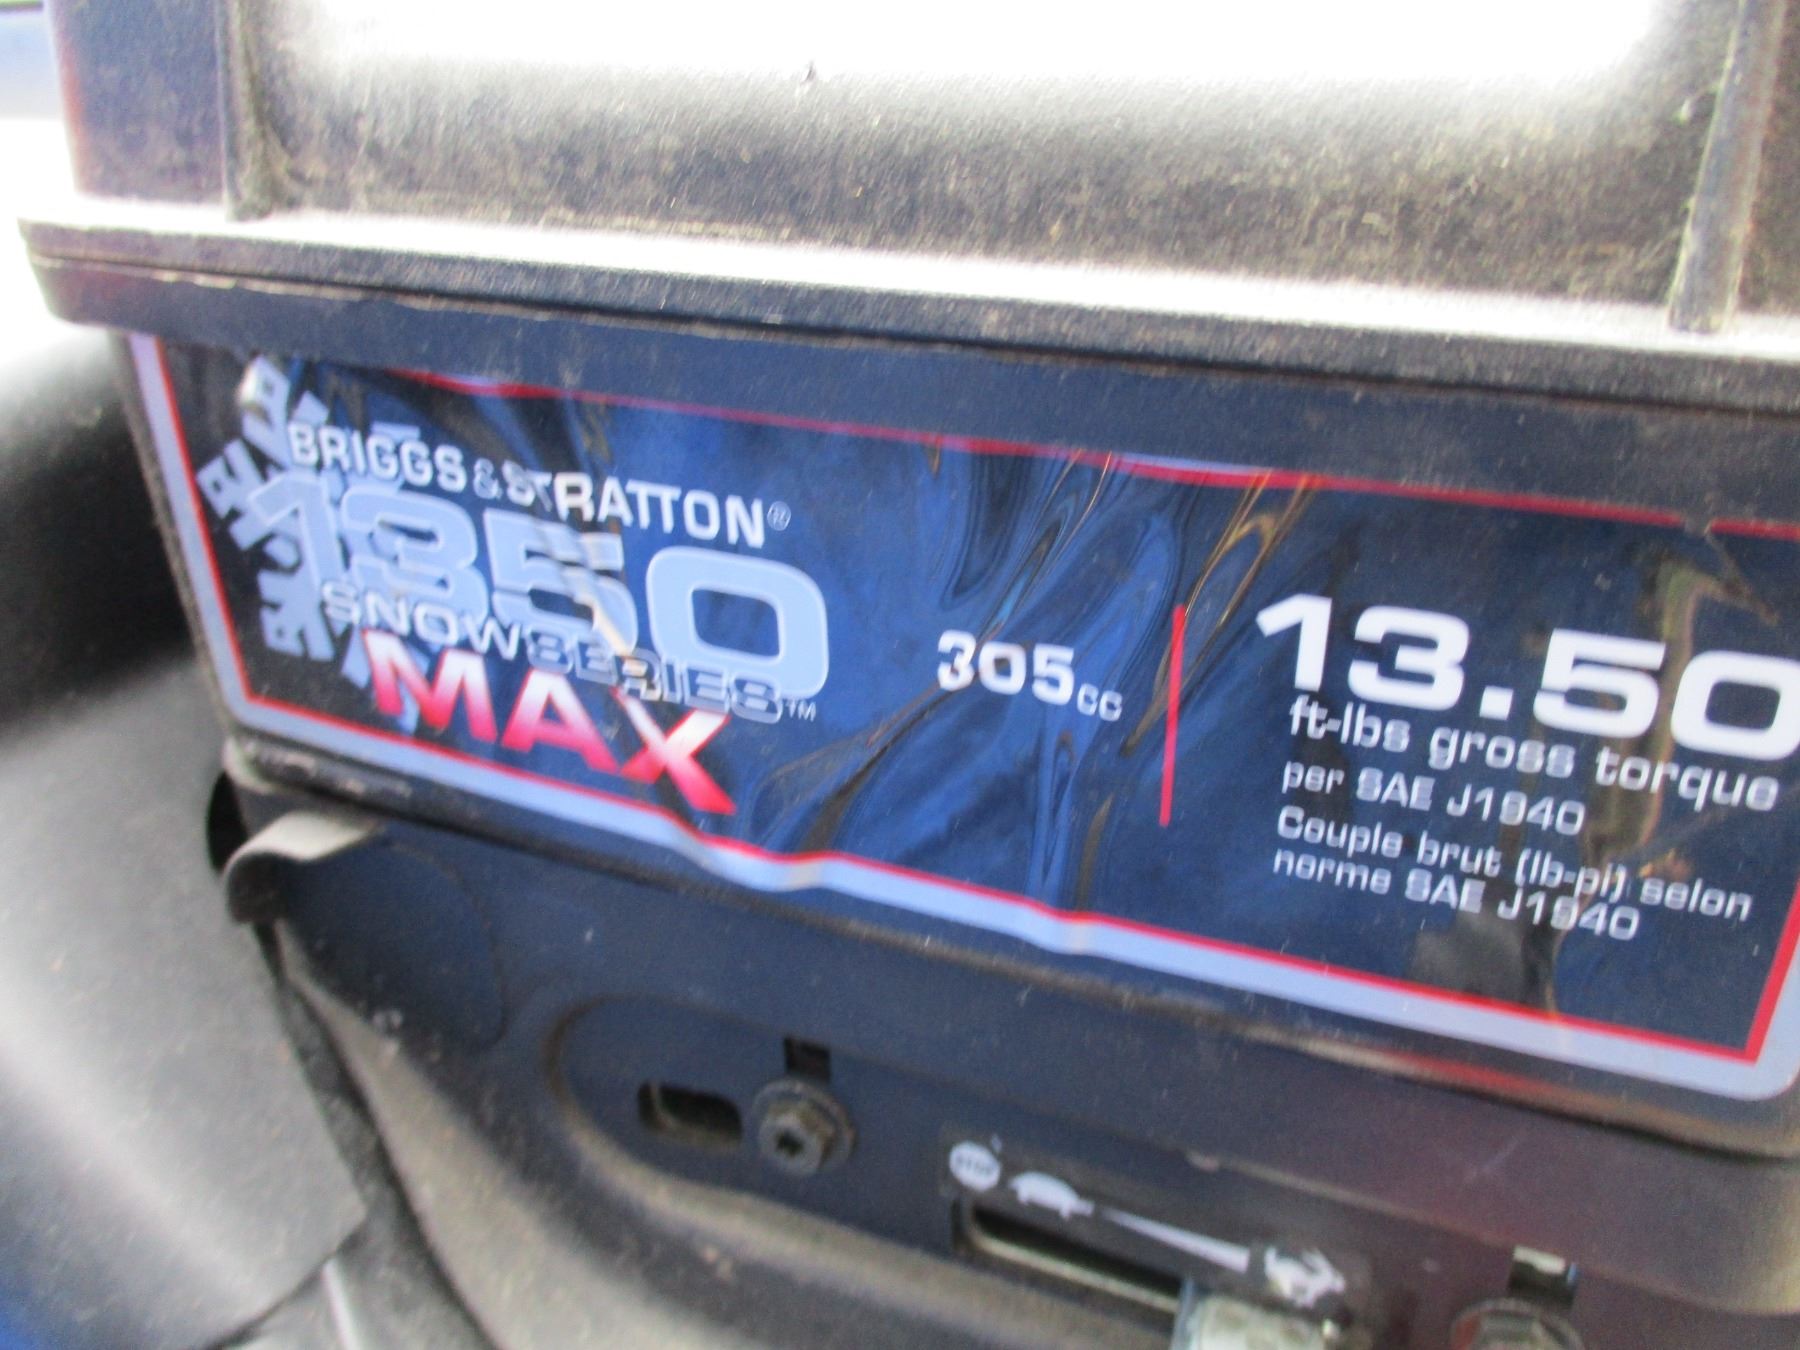 BRIGGS & STRATTON®
1350
SNOW SERIES™
MAX
305cc
13.50
ft-lbs gross torque
per SAE J1940
Couple brut (lb-pi) selon
norme SAE J1940
STOP